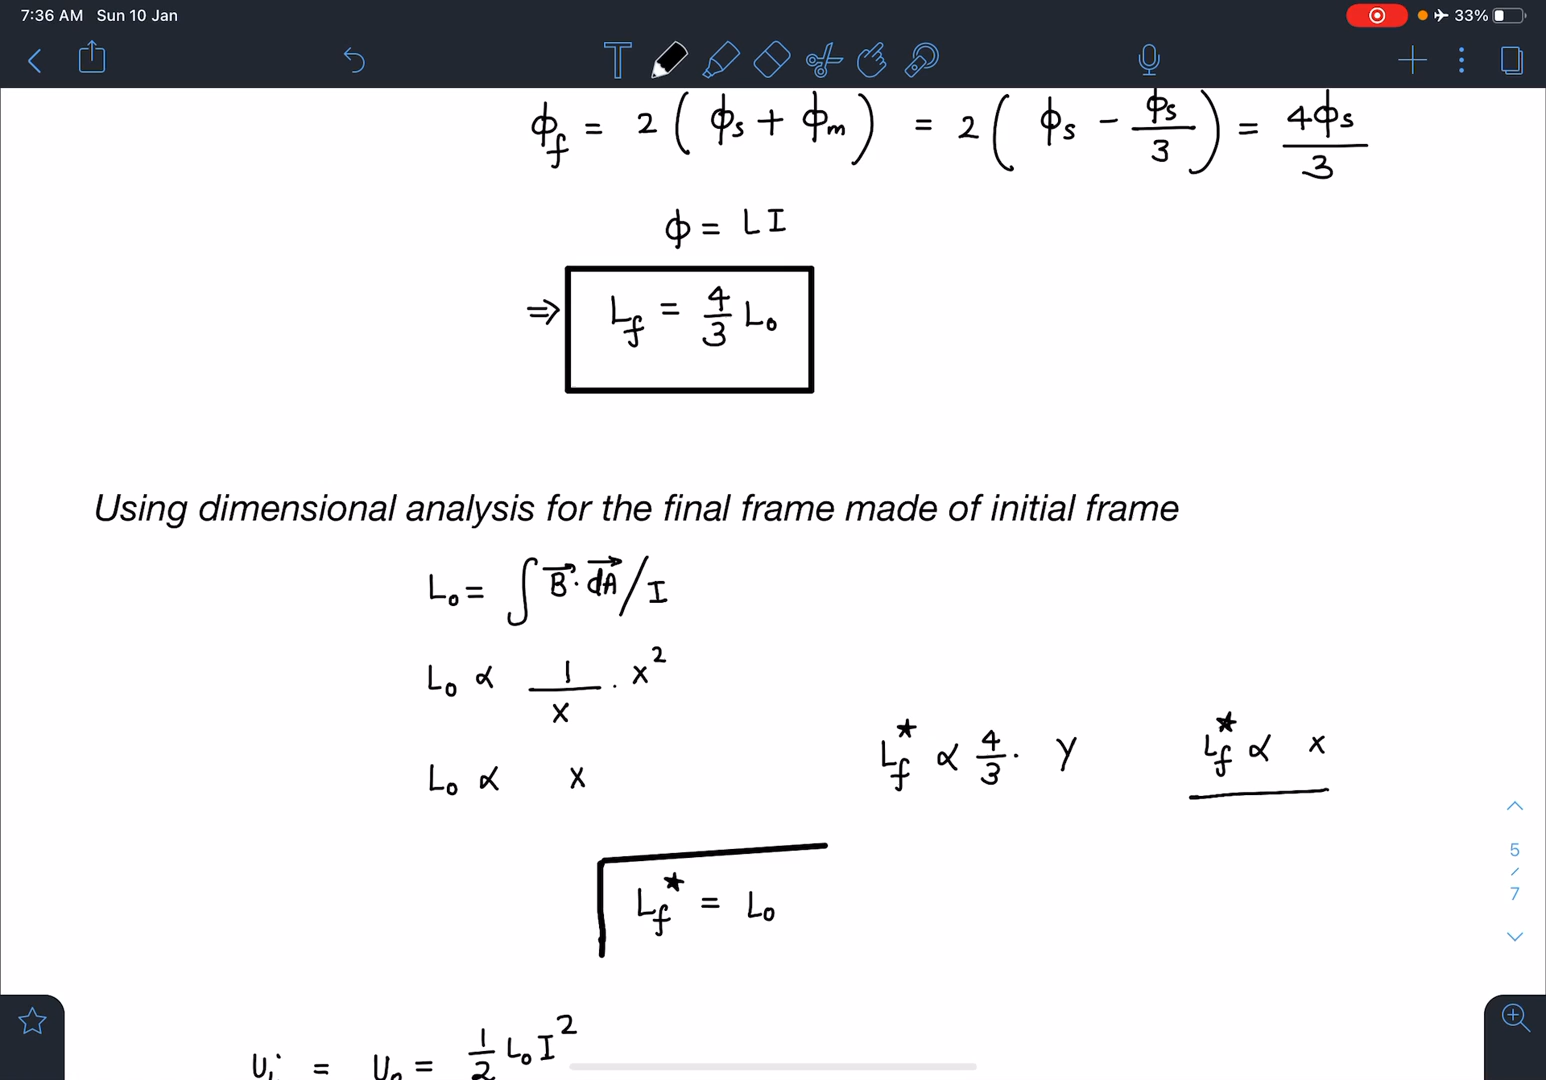 7:36 AM Sun 10 Jan 33%
ϕf = 2 ( ϕs + ϕm ) = 2 ( ϕs − ϕs/3 ) = 4ϕs/3
ϕ = LI
⇒ Lf = 4/3 L₀
Using dimensional analysis for the final frame made of initial frame
L₀ = ∫ B⃗ · dA⃗ / I
L₀ ∝ 1/x · x²
L₀ ∝ x
Lf* ∝ 4/3 · y
Lf* ∝ x
5
/
7
Lf* = L₀
Ui = U₀ = 1/2 L₀ I²